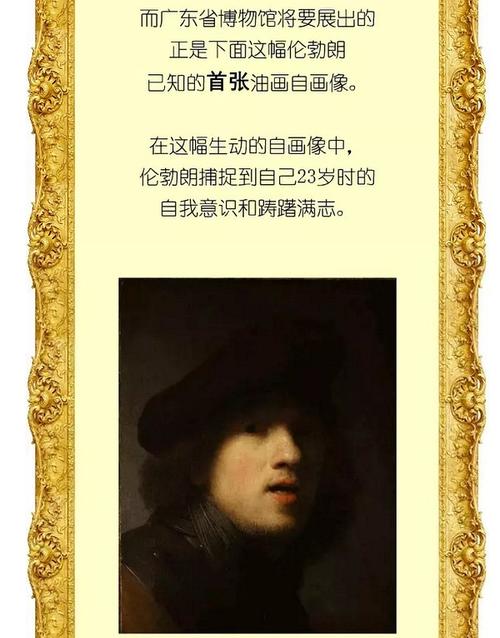 而广东省博物馆将要展出的
正是下面这幅伦勃朗
已知的首张油画自画像。
在这幅生动的自画像中，
伦勃朗捕捉到自己23岁时的
自我意识和踌躇满志。